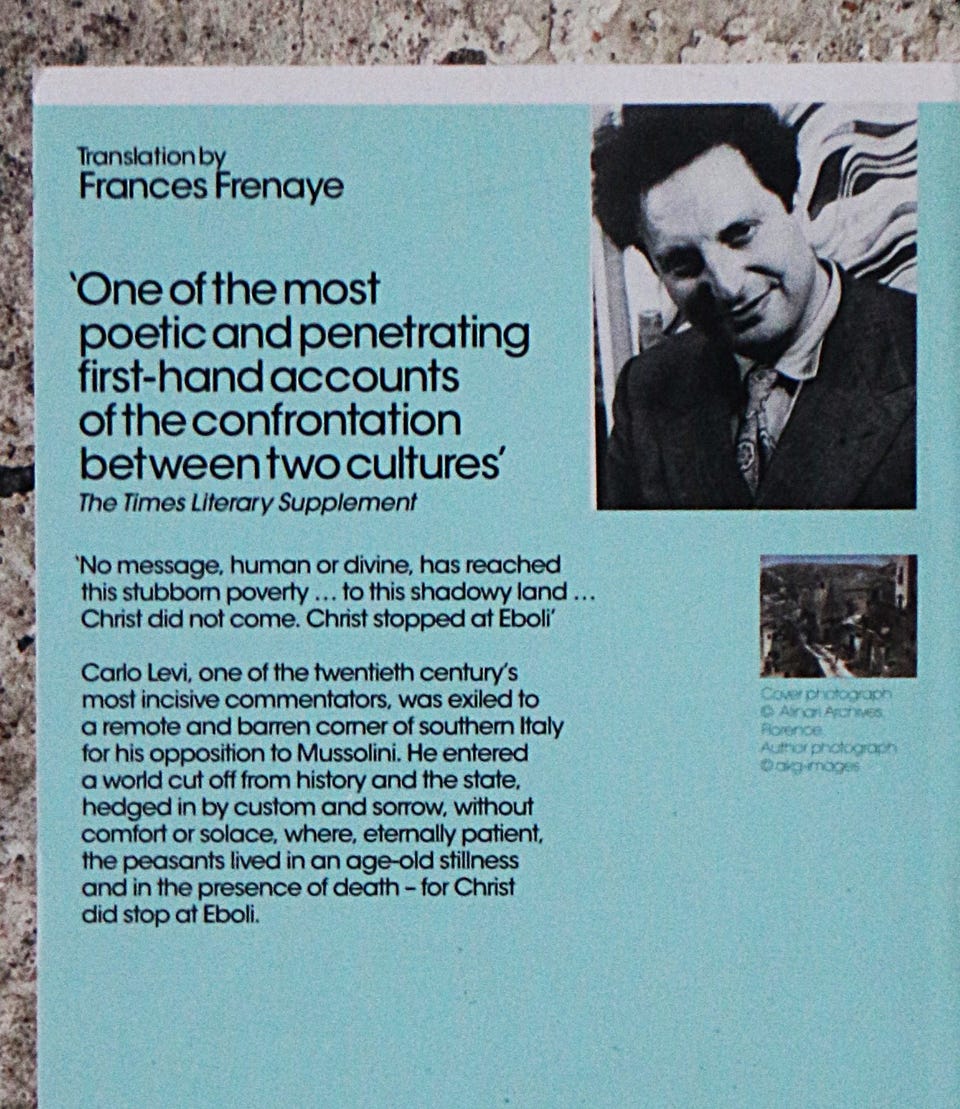 Translation by
Frances Frenaye
‘One of the most
poetic and penetrating
first-hand accounts
of the confrontation
between two cultures’
The Times Literary Supplement
‘No message, human or divine, has reached
this stubborn poverty ... to this shadowy land ...
Christ did not come. Christ stopped at Eboli’
Carlo Levi, one of the twentieth century’s
most incisive commentators, was exiled to
a remote and barren corner of southern Italy
for his opposition to Mussolini. He entered
a world cut off from history and the state,
hedged in by custom and sorrow, without
comfort or solace, where, eternally patient,
the peasants lived in an age-old stillness
and in the presence of death – for Christ
did stop at Eboli.
Cover photograph
© Alinari Archives,
Florence.
Author photograph
© akg-images